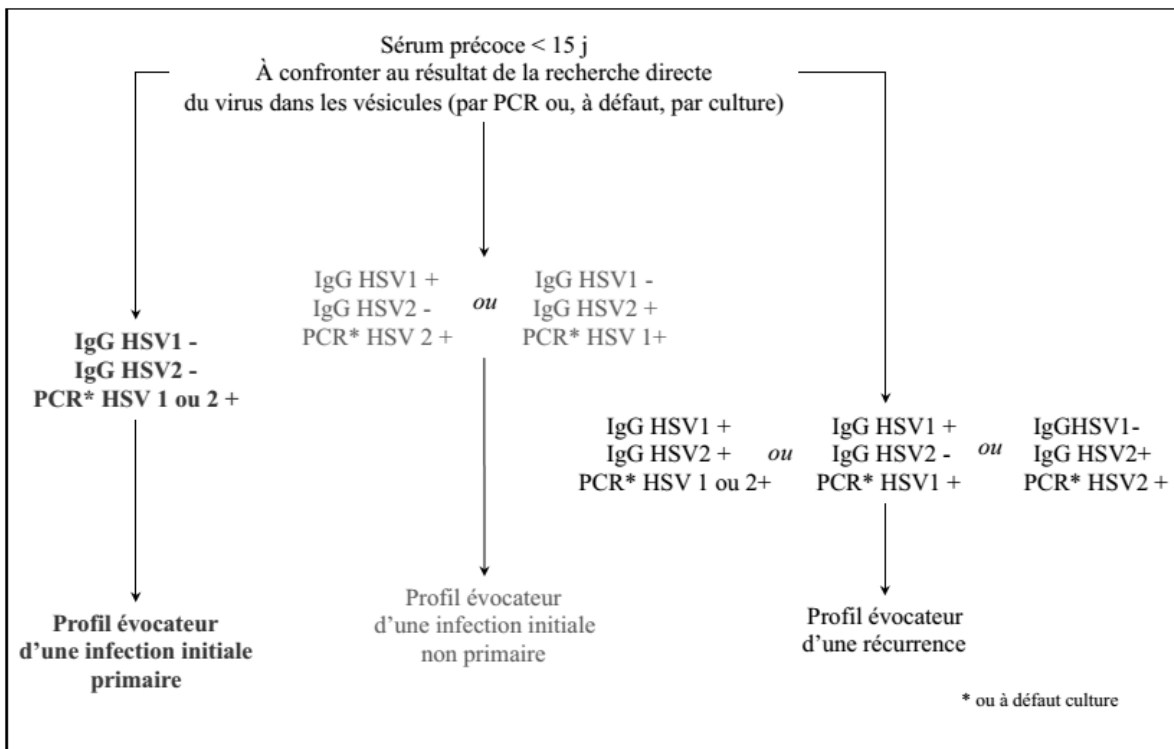 Sérum précoce < 15 j
À confronter au résultat de la recherche directe
du virus dans les vésicules (par PCR ou, à défaut, par culture)
IgG HSV1 -
IgG HSV2 -
PCR* HSV 1 ou 2 +
Profil évocateur
d’une infection initiale
primaire
IgG HSV1 +
IgG HSV2 -
PCR* HSV 2 +
ou
IgG HSV1 -
IgG HSV2 +
PCR* HSV 1+
Profil évocateur
d’une infection initiale
non primaire
IgG HSV1 +
IgG HSV2 +
PCR* HSV 1 ou 2+
ou
IgG HSV1 +
IgG HSV2 -
PCR* HSV1 +
ou
IgGHSV1-
IgG HSV2+
PCR* HSV2 +
Profil évocateur
d’une récurrence
* ou à défaut culture